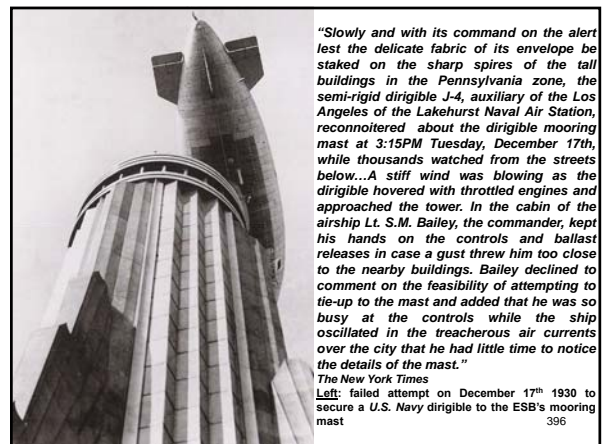 “Slowly and with its command on the alert
lest the delicate fabric of its envelope be
staked on the sharp spires of the tall
buildings in the Pennsylvania zone, the
semi-rigid dirigible J-4, auxiliary of the Los
Angeles of the Lakehurst Naval Air Station,
reconnoitered about the dirigible mooring
mast at 3:15PM Tuesday, December 17th,
while thousands watched from the streets
below…A stiff wind was blowing as the
dirigible hovered with throttled engines and
approached the tower. In the cabin of the
airship Lt. S.M. Bailey, the commander, kept
his hands on the controls and ballast
releases in case a gust threw him too close
to the nearby buildings. Bailey declined to
comment on the feasibility of attempting to
tie-up to the mast and added that he was so
busy at the controls while the ship
oscillated in the treacherous air currents
over the city that he had little time to notice
the details of the mast.”
The New York Times
Left: failed attempt on December 17th 1930 to
secure a U.S. Navy dirigible to the ESB’s mooring
mast 396